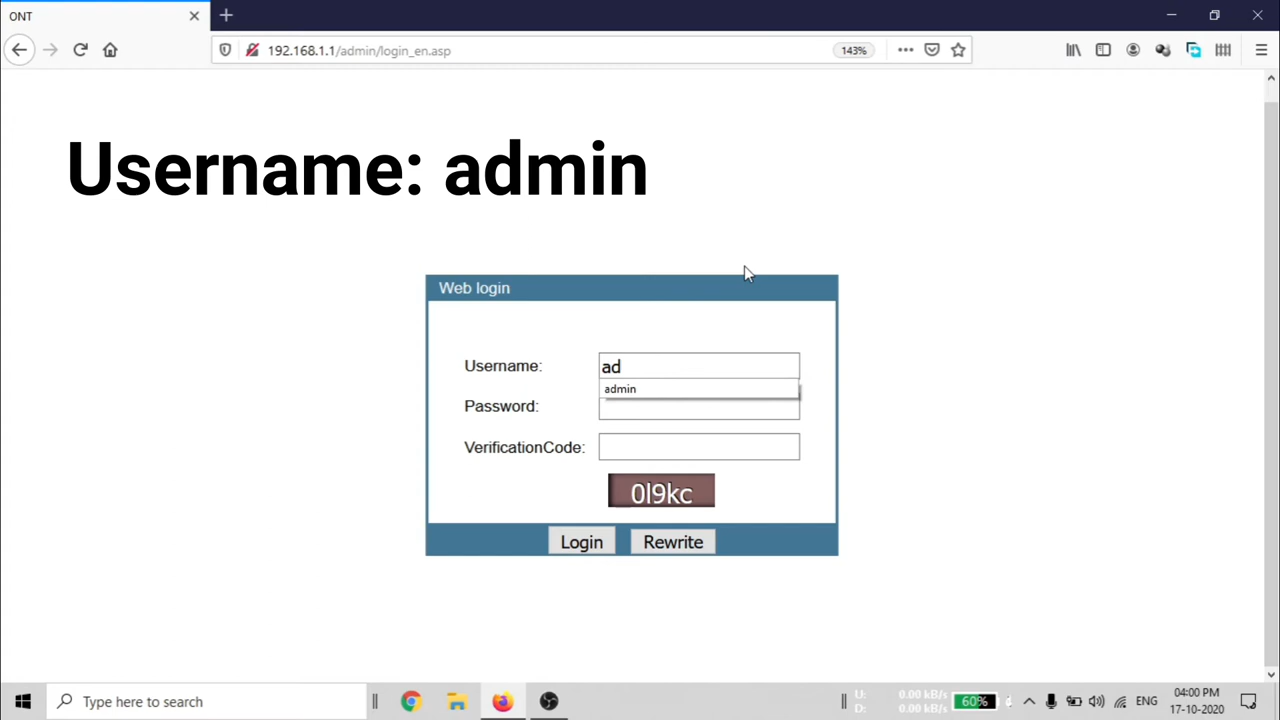 ONT
192.168.1.1/admin/login_en.asp
143%
Username: admin
Web login
Username:
ad
admin
Password:
VerificationCode:
0l9kc
Login
Rewrite
Type here to search
U: 0.00 kB/s
D: 0.00 kB/s
60%
ENG
04:00 PM
17-10-2020